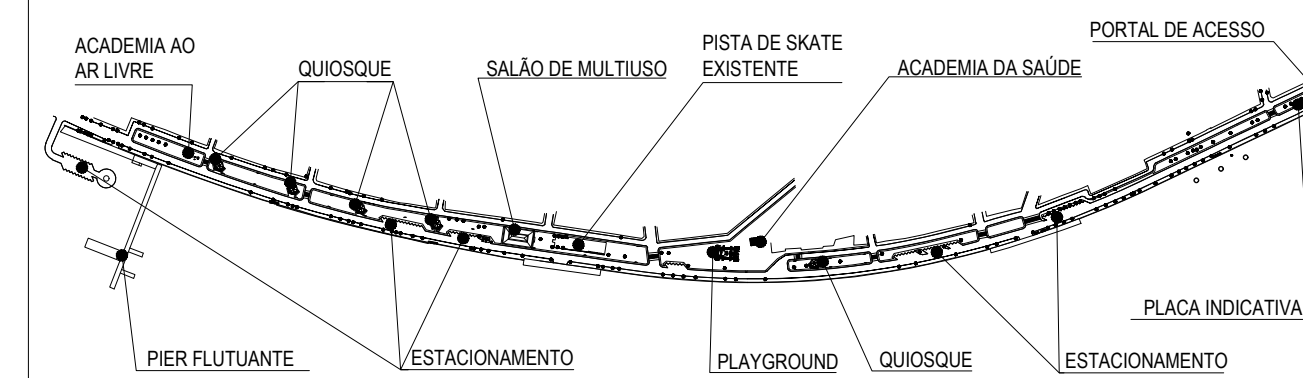 ACADEMIA AO
AR LIVRE
QUIOSQUE
SALÃO DE MULTIUSO
PISTA DE SKATE
EXISTENTE
ACADEMIA DA SAÚDE
PORTAL DE ACESSO
PIER FLUTUANTE
ESTACIONAMENTO
PLAYGROUND
QUIOSQUE
ESTACIONAMENTO
PLACA INDICATIVA